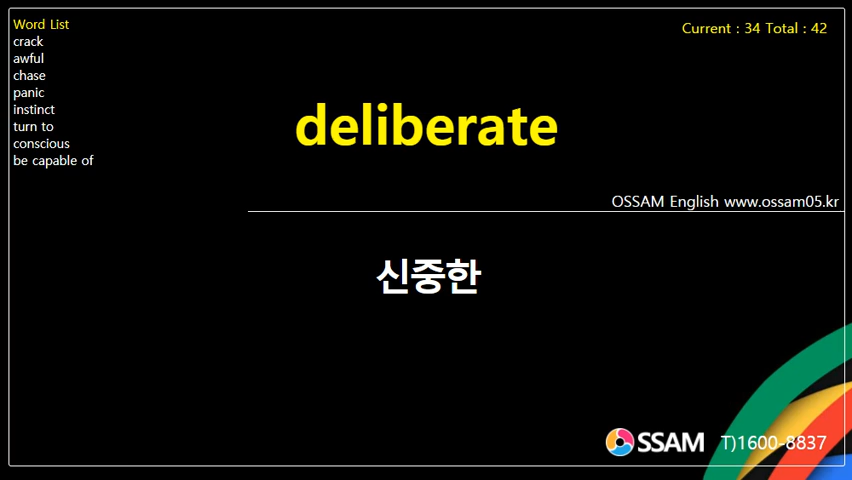 Word List
crack
awful
chase
panic
instinct
turn to
conscious
be capable of
Current : 34 Total : 42
deliberate
OSSAM English www.ossam05.kr
신중한
OSSAM T)1600-8837